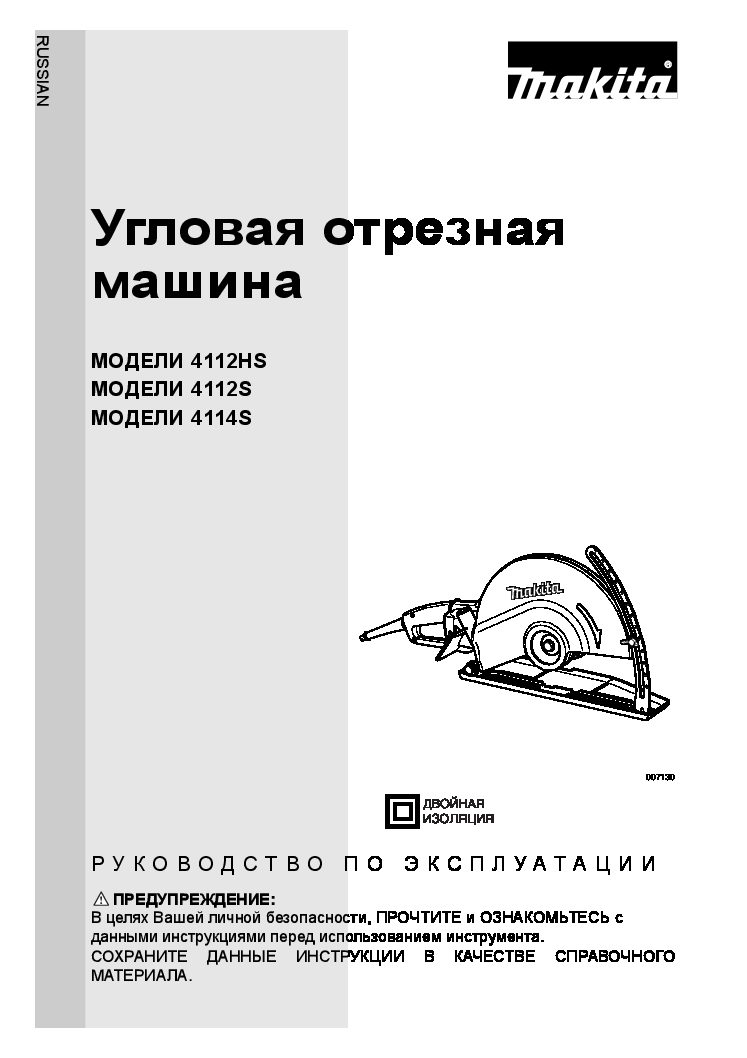 RUSSIAN
makita®
Угловая отрезная
машина
МОДЕЛИ 4112HS
МОДЕЛИ 4112S
МОДЕЛИ 4114S
makita
007130
ДВОЙНАЯ
ИЗОЛЯЦИЯ
РУКОВОДСТВО ПО ЭКСПЛУАТАЦИИ
⚠ ПРЕДУПРЕЖДЕНИЕ:
В целях Вашей личной безопасности, ПРОЧТИТЕ и ОЗНАКОМЬТЕСЬ с
данными инструкциями перед использованием инструмента.
СОХРАНИТЕ ДАННЫЕ ИНСТРУКЦИИ В КАЧЕСТВЕ СПРАВОЧНОГО
МАТЕРИАЛА.